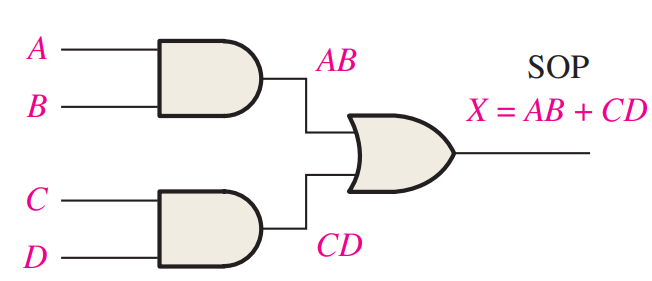 A
B
AB
SOP
X = AB + CD
C
D
CD